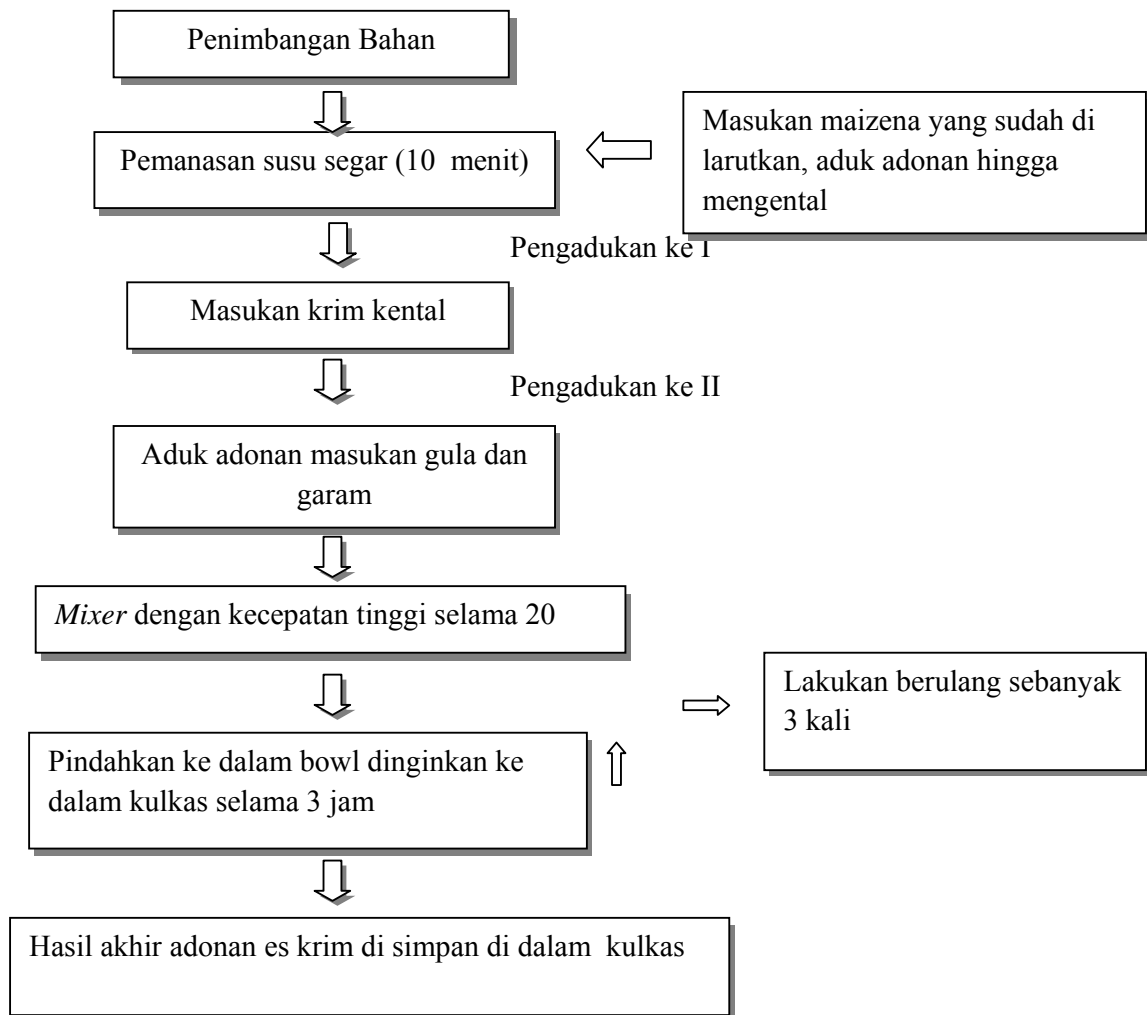 Penimbangan Bahan
Pemanasan susu segar (10 menit)
Masukan maizena yang sudah di
larutkan, aduk adonan hingga
mengental
Pengadukan ke I
Masukan krim kental
Pengadukan ke II
Aduk adonan masukan gula dan
garam
Mixer dengan kecepatan tinggi selama 20
Lakukan berulang sebanyak
3 kali
Pindahkan ke dalam bowl dinginkan ke
dalam kulkas selama 3 jam
Hasil akhir adonan es krim di simpan di dalam kulkas